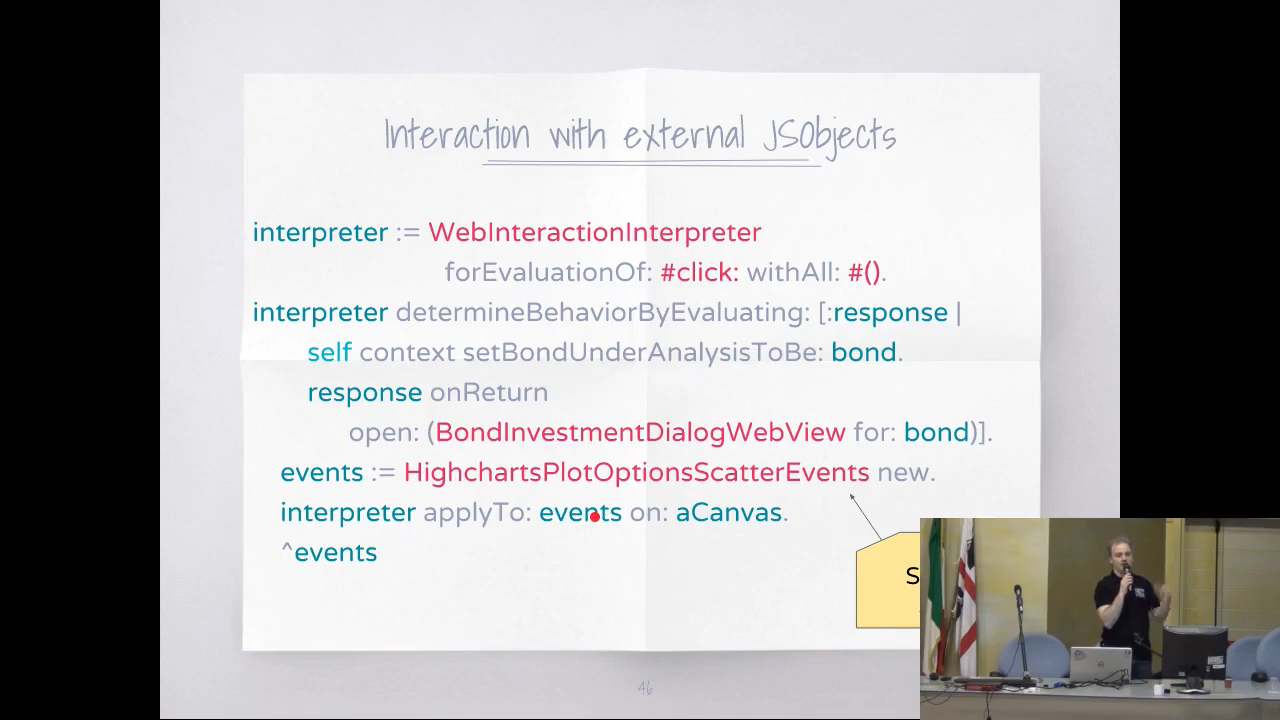 Interaction with external JSObjects
interpreter := WebInteractionInterpreter
forEvaluationOf: #click: withAll: #().
interpreter determineBehaviorByEvaluating: [:response |
self context setBondUnderAnalysisToBe: bond.
response onReturn
open: (BondInvestmentDialogWebView for: bond)].
events := HighchartsPlotOptionsScatterEvents new.
interpreter applyTo: events on: aCanvas.
^events
S
46